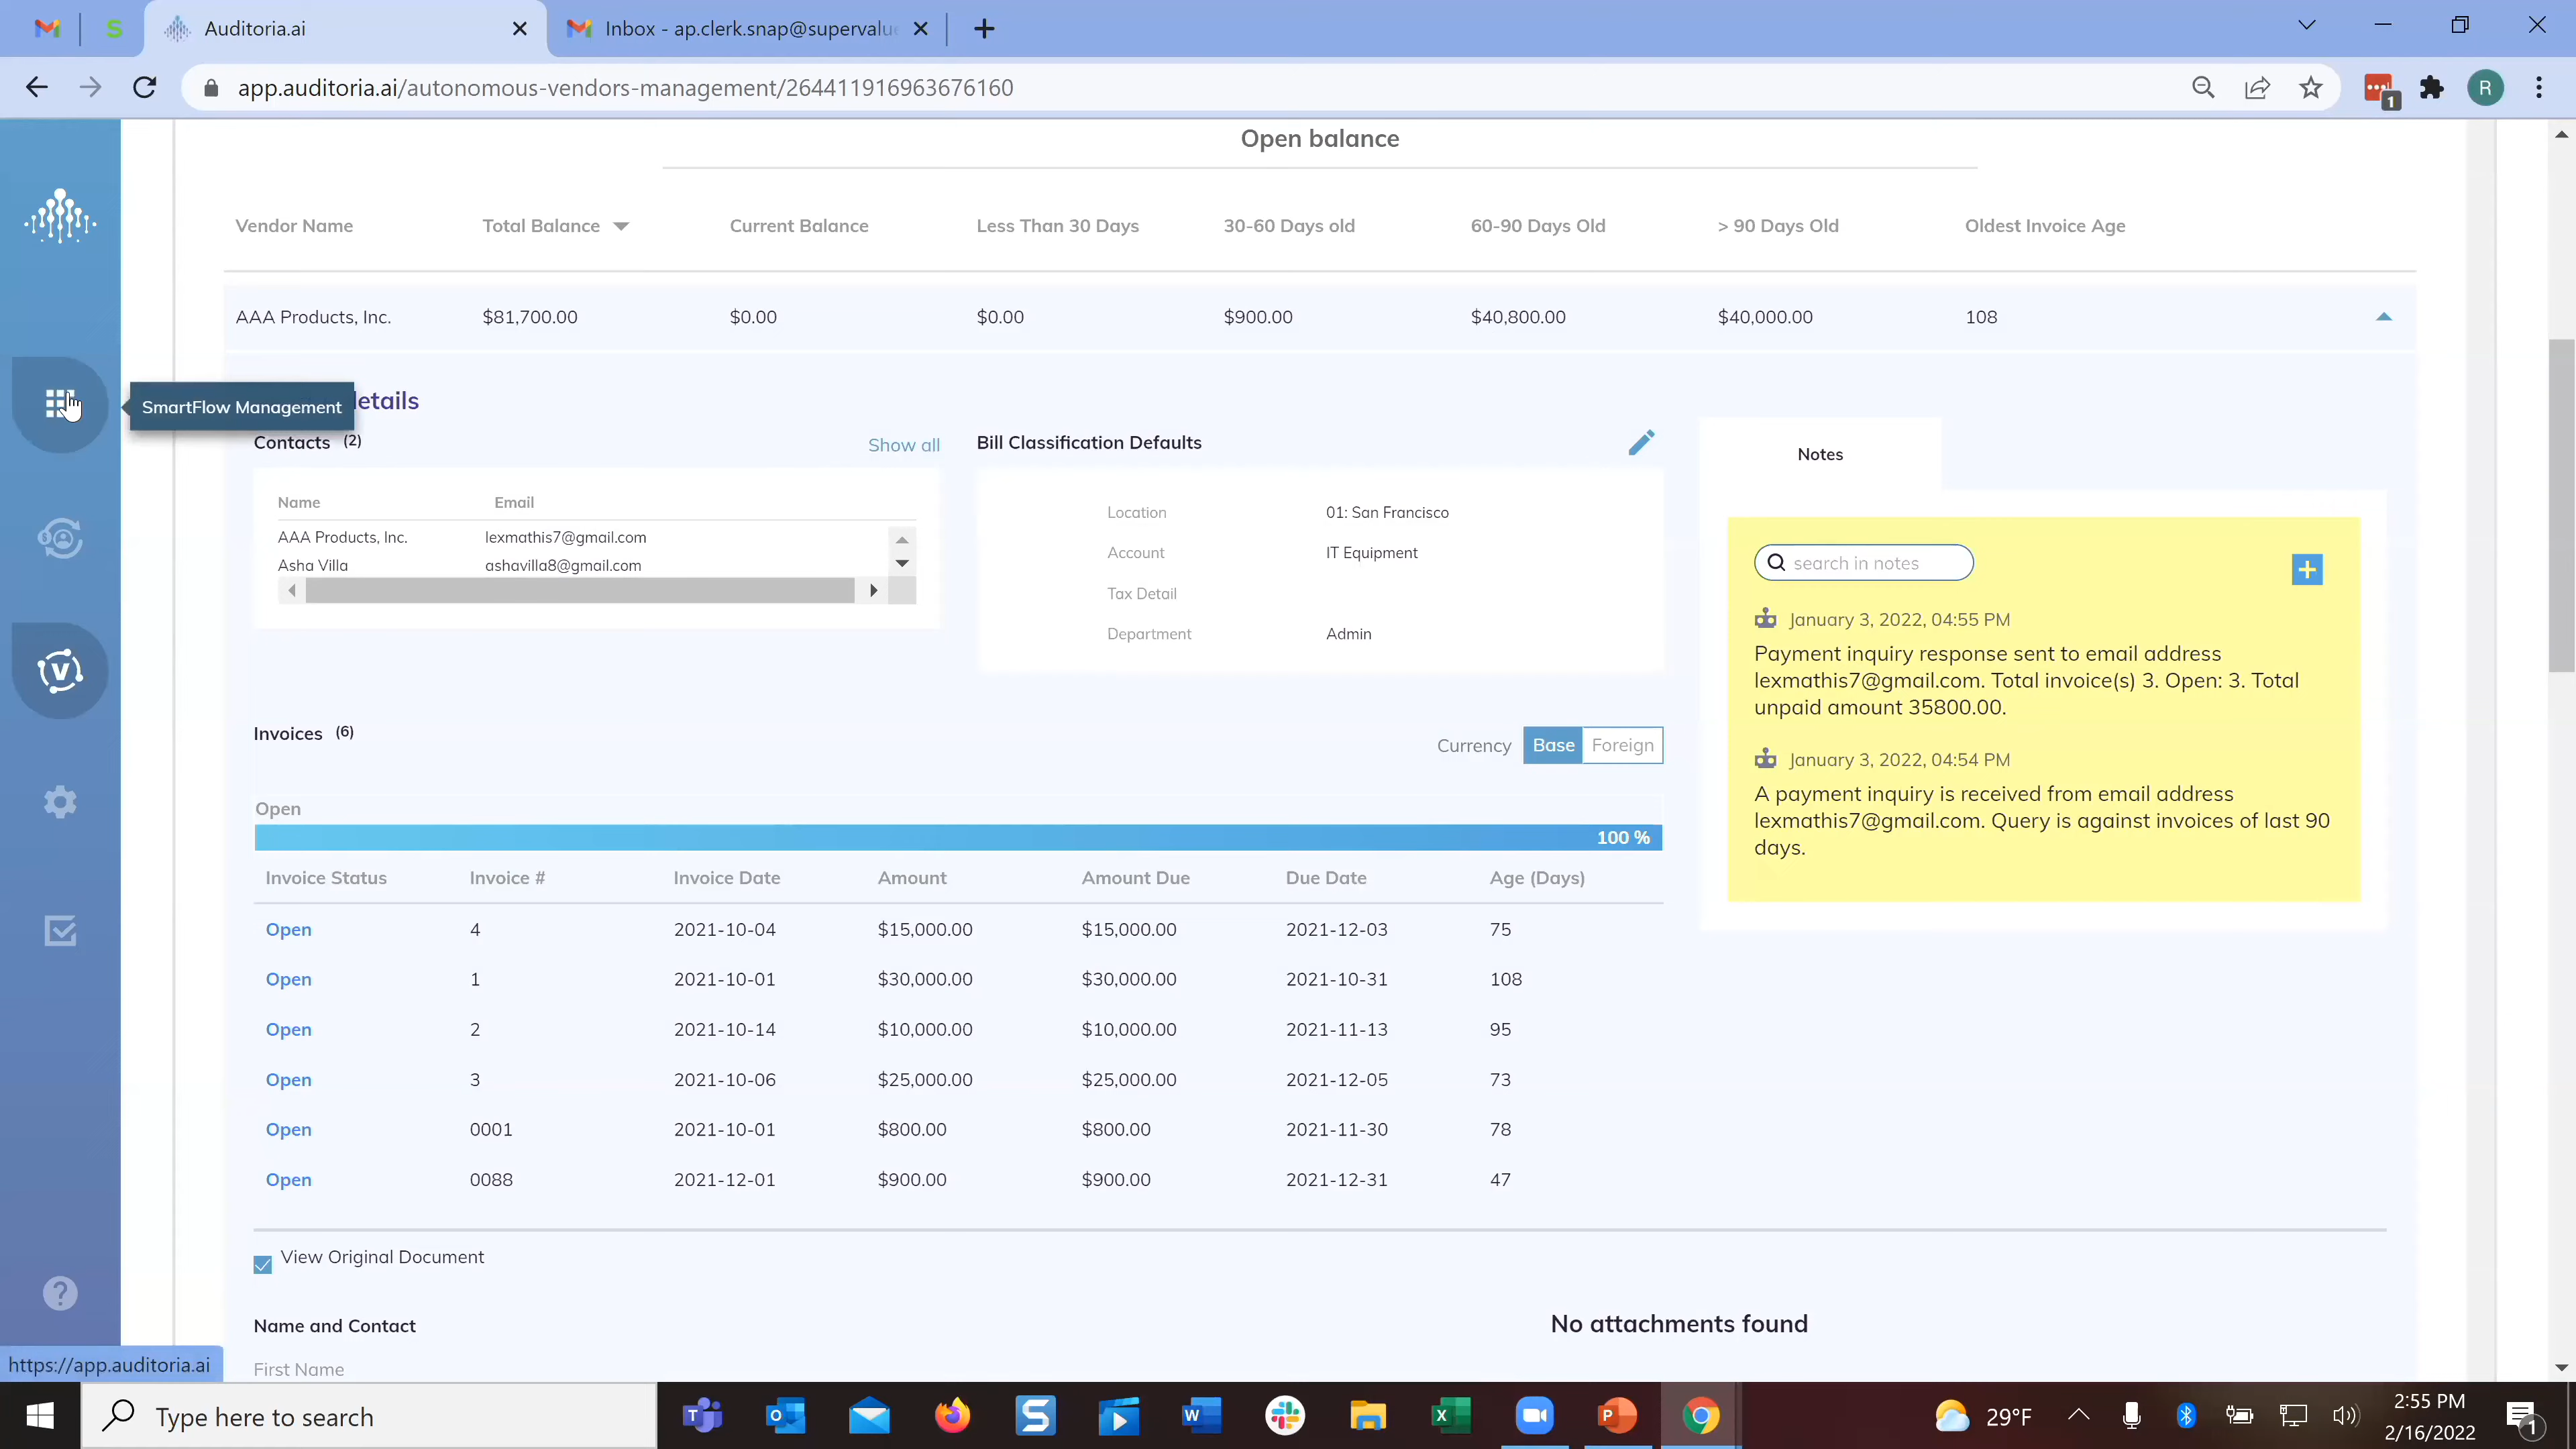 Auditoria.ai
Inbox - ap.clerk.snap@supervalu
app.auditoria.ai/autonomous-vendors-management/264411916963676160
1
R
Open balance
Vendor Name Total Balance Current Balance Less Than 30 Days 30-60 Days old 60-90 Days Old > 90 Days Old Oldest Invoice Age
AAA Products, Inc. $81,700.00 $0.00 $0.00 $900.00 $40,800.00 $40,000.00 108
SmartFlow Management
etails
Contacts (2) Show all
Name Email
AAA Products, Inc. lexmathis7@gmail.com
Asha Villa ashavilla8@gmail.com
Bill Classification Defaults
Location 01: San Francisco
Account IT Equipment
Tax Detail
Department Admin
Notes
search in notes
January 3, 2022, 04:55 PM
Payment inquiry response sent to email address
lexmathis7@gmail.com. Total invoice(s) 3. Open: 3. Total
unpaid amount 35800.00.
January 3, 2022, 04:54 PM
A payment inquiry is received from email address
lexmathis7@gmail.com. Query is against invoices of last 90
days.
Invoices (6)
Currency Base Foreign
Open
100 %
Invoice Status Invoice # Invoice Date Amount Amount Due Due Date Age (Days)
Open 4 2021-10-04 $15,000.00 $15,000.00 2021-12-03 75
Open 1 2021-10-01 $30,000.00 $30,000.00 2021-10-31 108
Open 2 2021-10-14 $10,000.00 $10,000.00 2021-11-13 95
Open 3 2021-10-06 $25,000.00 $25,000.00 2021-12-05 73
Open 0001 2021-10-01 $800.00 $800.00 2021-11-30 78
Open 0088 2021-12-01 $900.00 $900.00 2021-12-31 47
View Original Document
Name and Contact
No attachments found
First Name
https://app.auditoria.ai
Type here to search
29°F
2:55 PM
2/16/2022
1